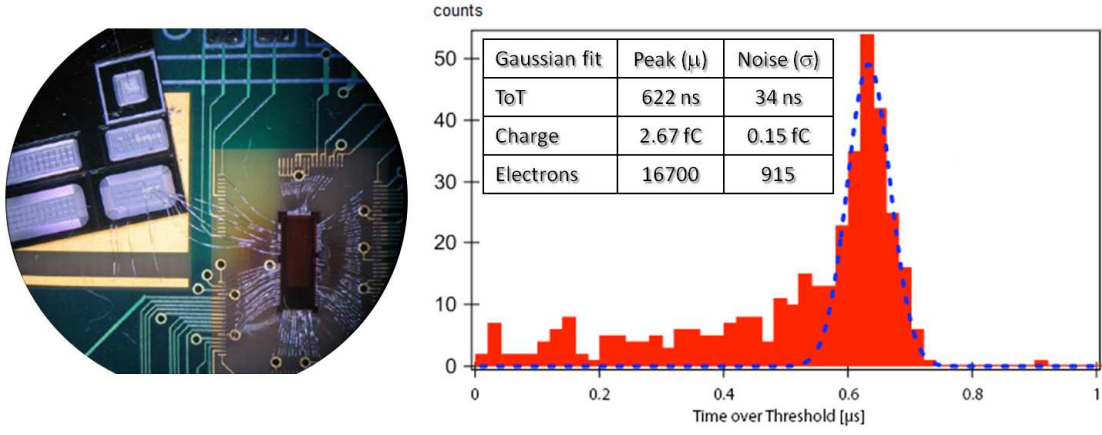 counts
Gaussian fit Peak (μ) Noise (σ)
ToT 622 ns 34 ns
Charge 2.67 fC 0.15 fC
Electrons 16700 915
50
40
30
20
10
0
0 0.2 0.4 0.6 0.8 1
Time over Threshold [μs]